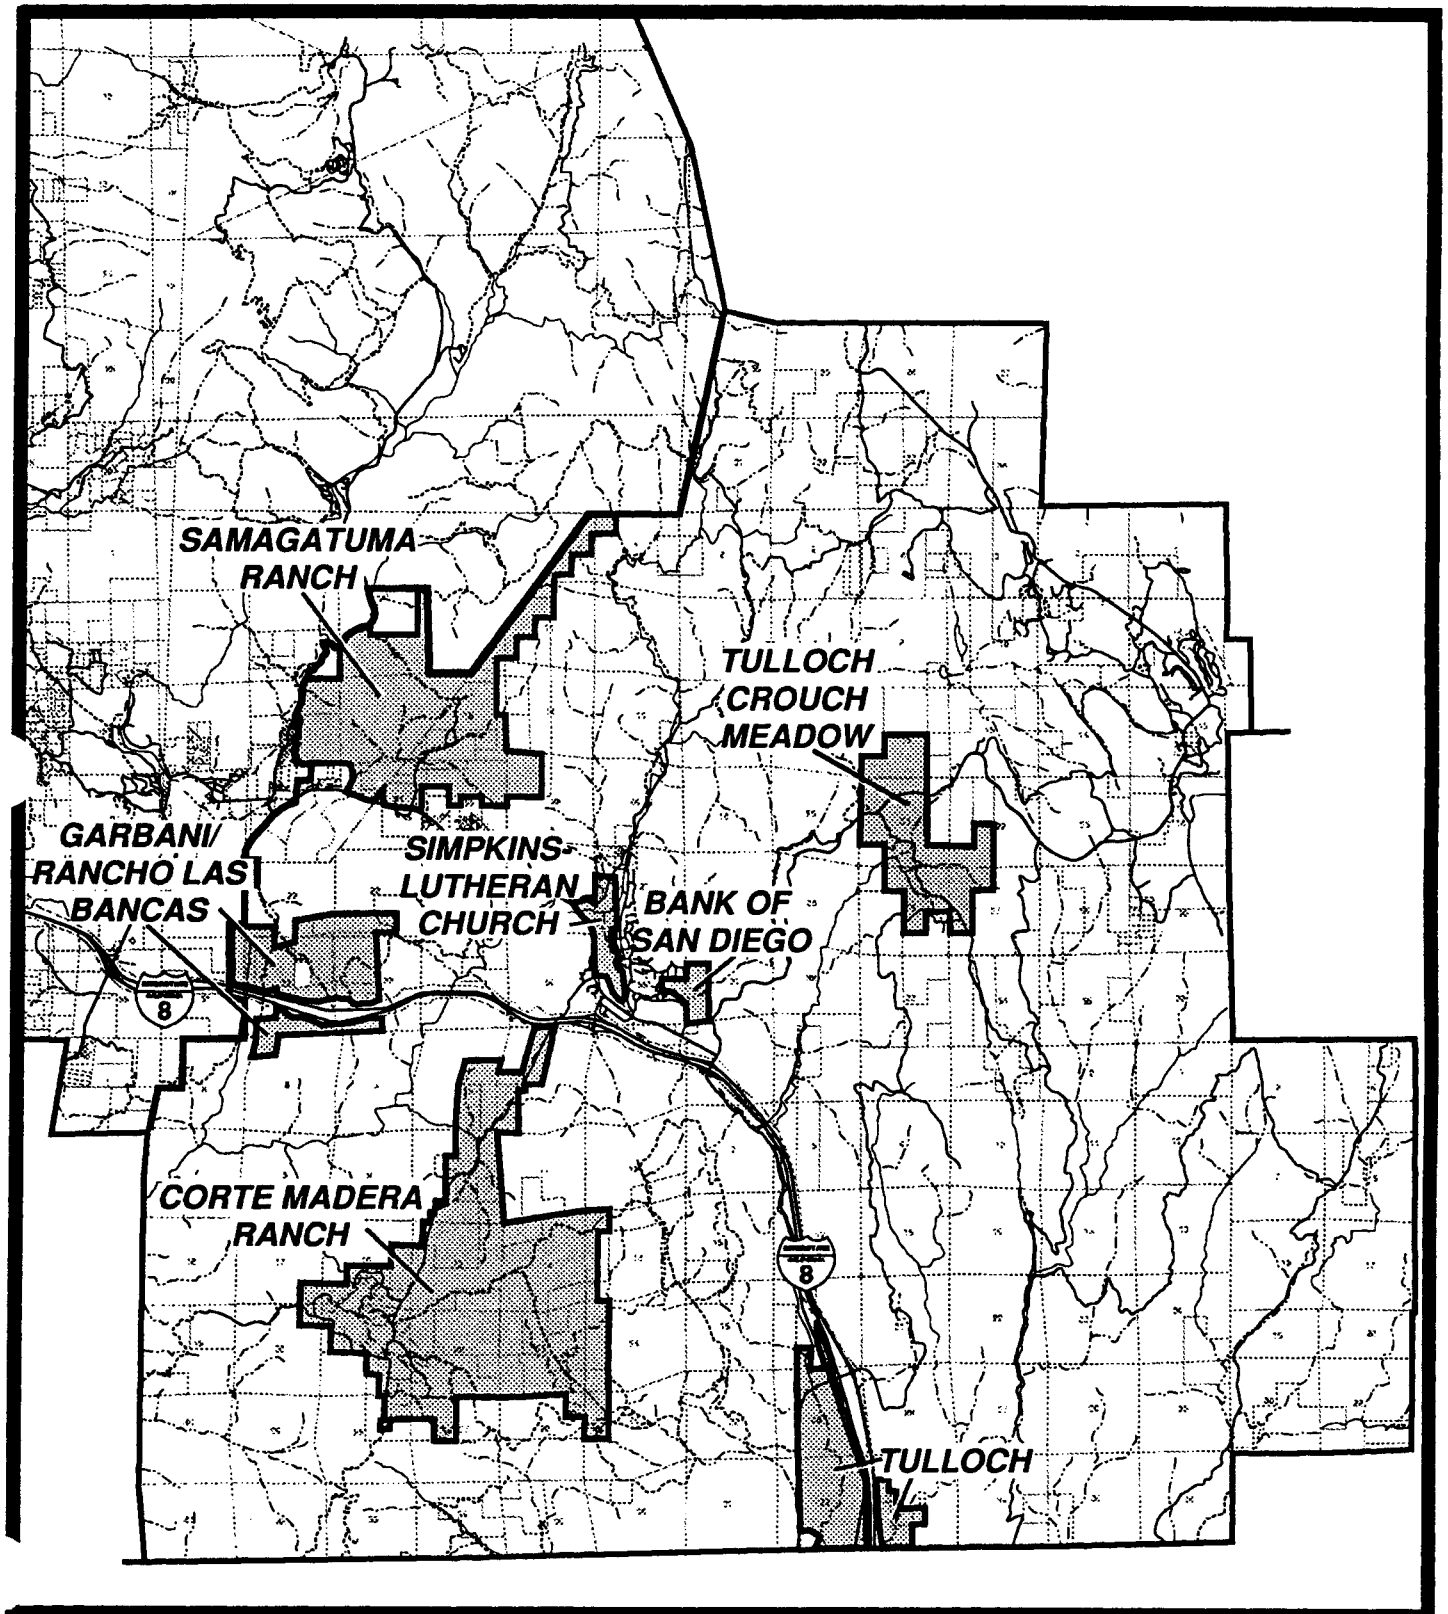 SAMAGATUMA
RANCH
TULLOCH
CROUCH
MEADOW
GARBANI/
RANCHO LAS
BANCAS
SIMPKINS-
LUTHERAN
CHURCH
BANK OF
SAN DIEGO
8
CORTE MADERA
RANCH
8
TULLOCH